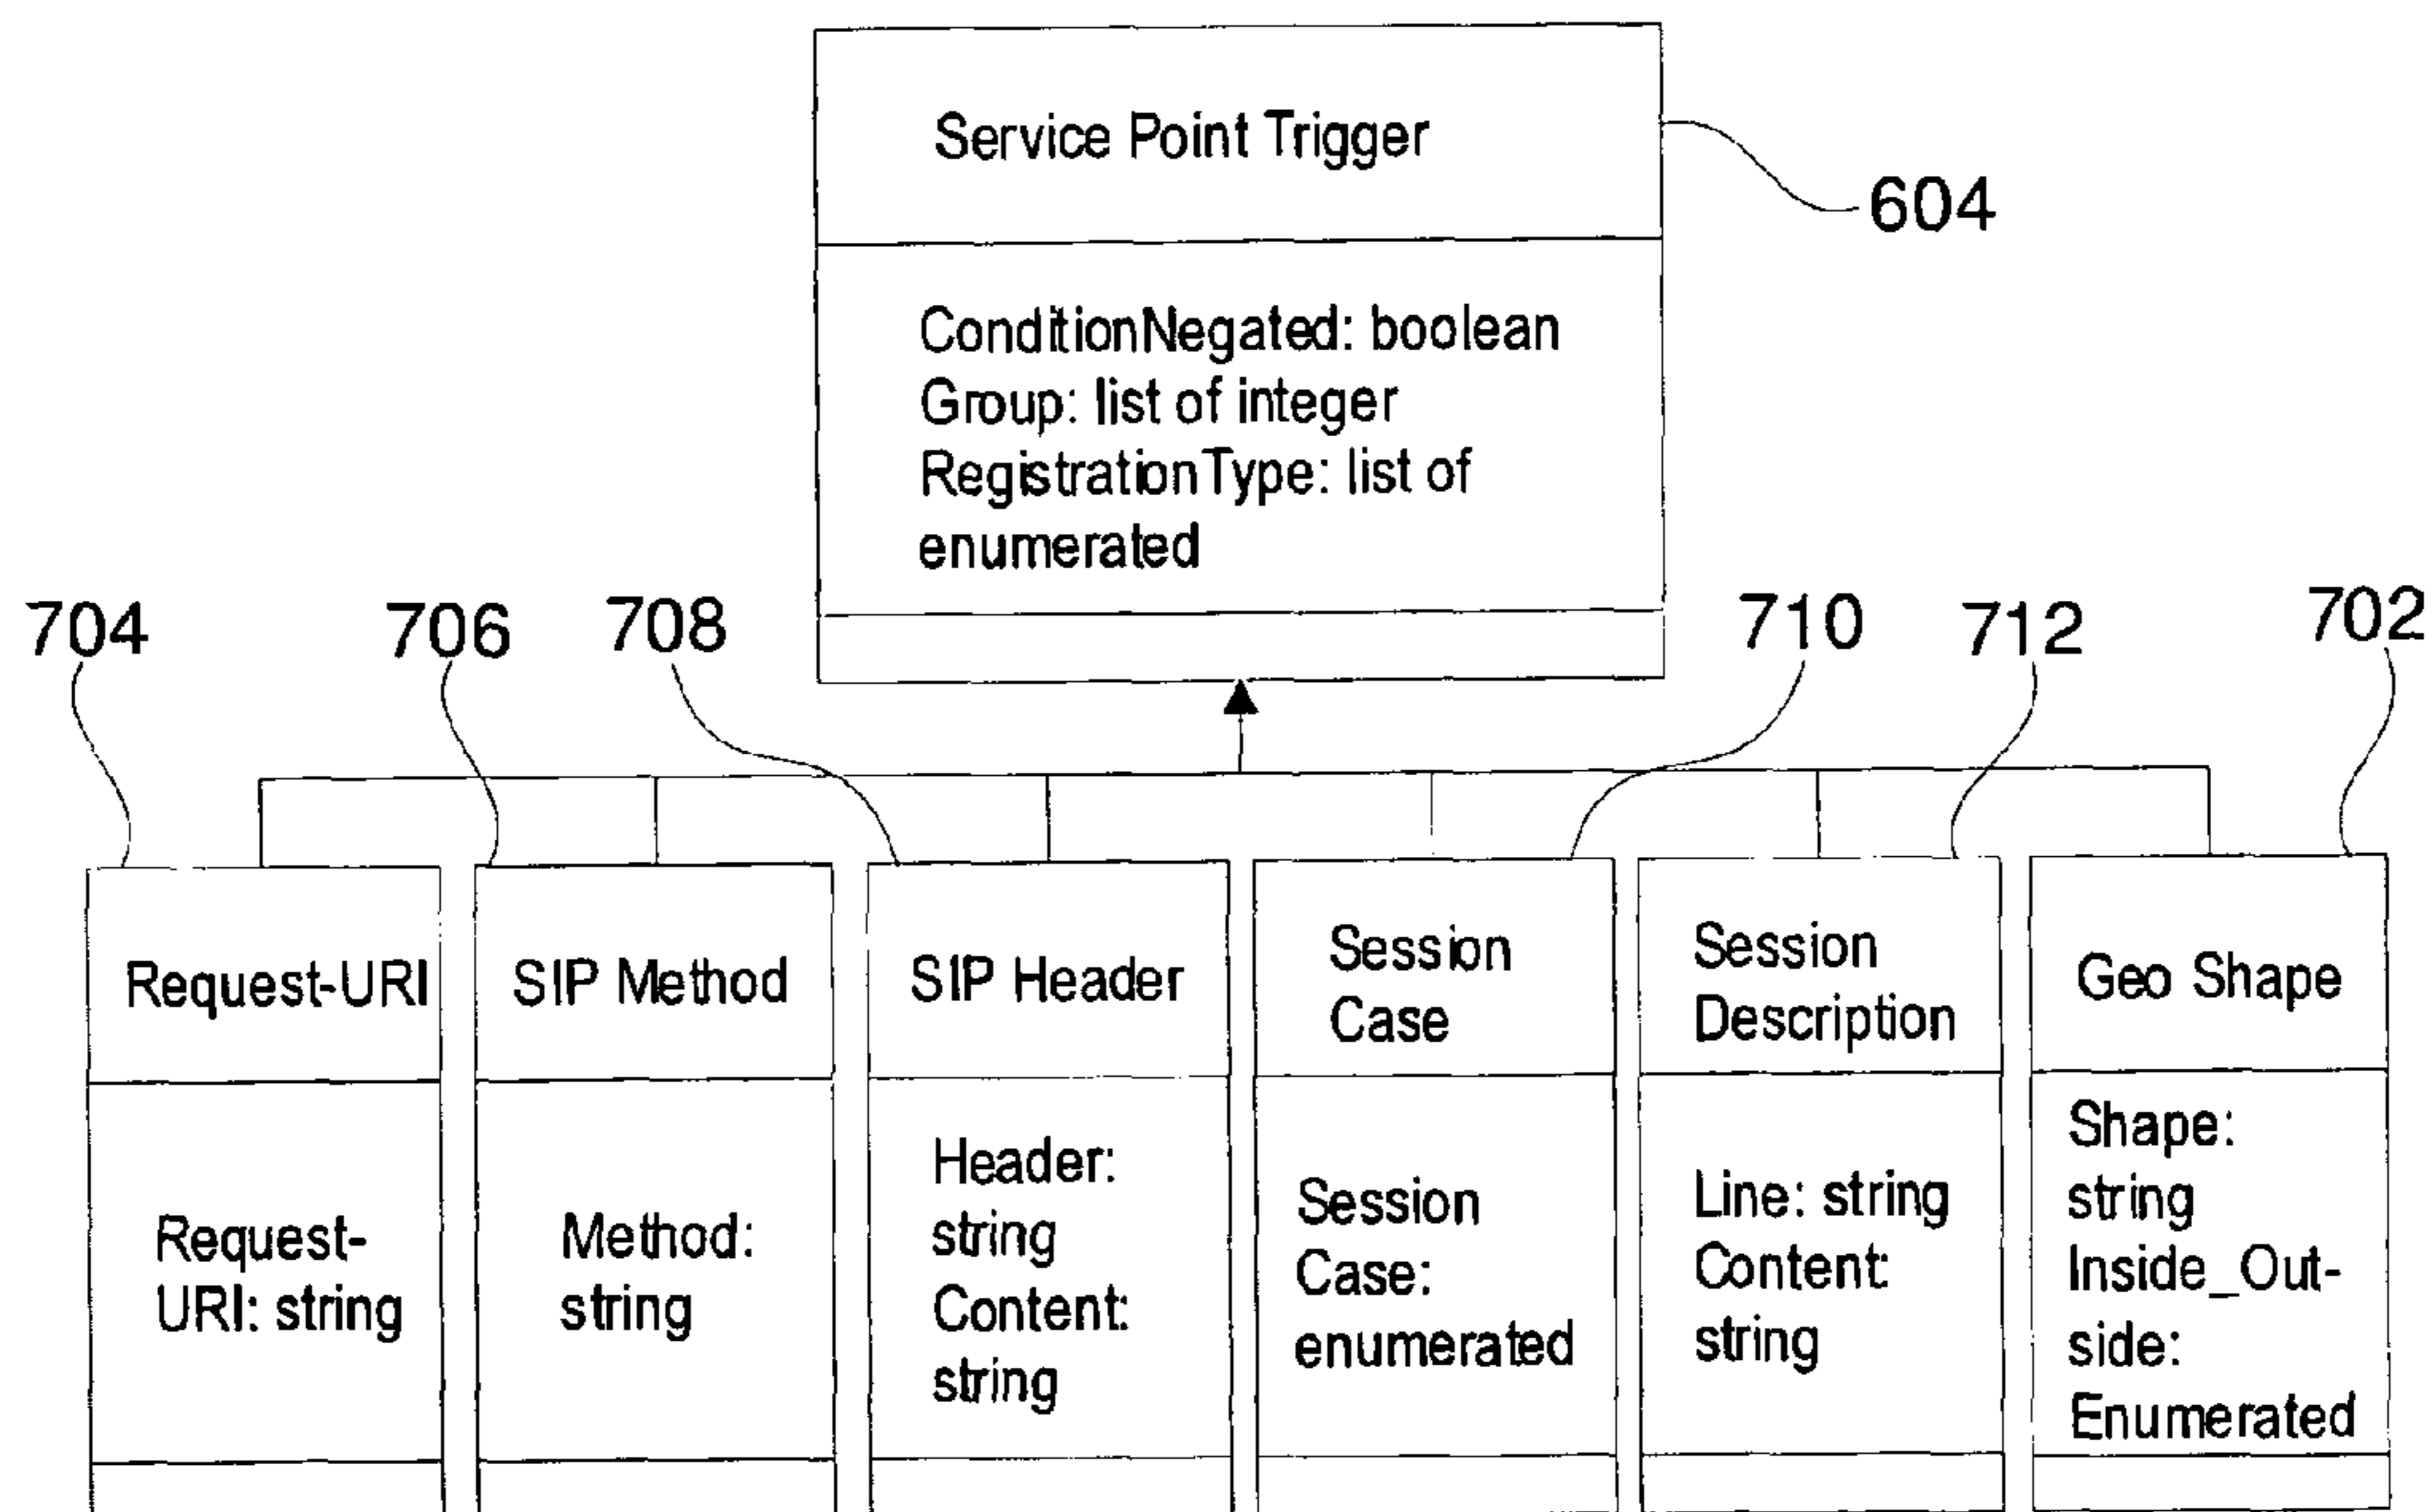 Service Point Trigger
604
ConditionNegated: boolean
Group: list of integer
RegistrationType: list of
enumerated
704
706
708
710
712
702
Request-URI
SIP Method
SIP Header
Session
Case
Session
Description
Geo Shape
Request-
URI: string
Method:
string
Header:
string
Content:
string
Session
Case:
enumerated
Line: string
Content:
string
Shape:
string
Inside_Out-
side:
Enumerated